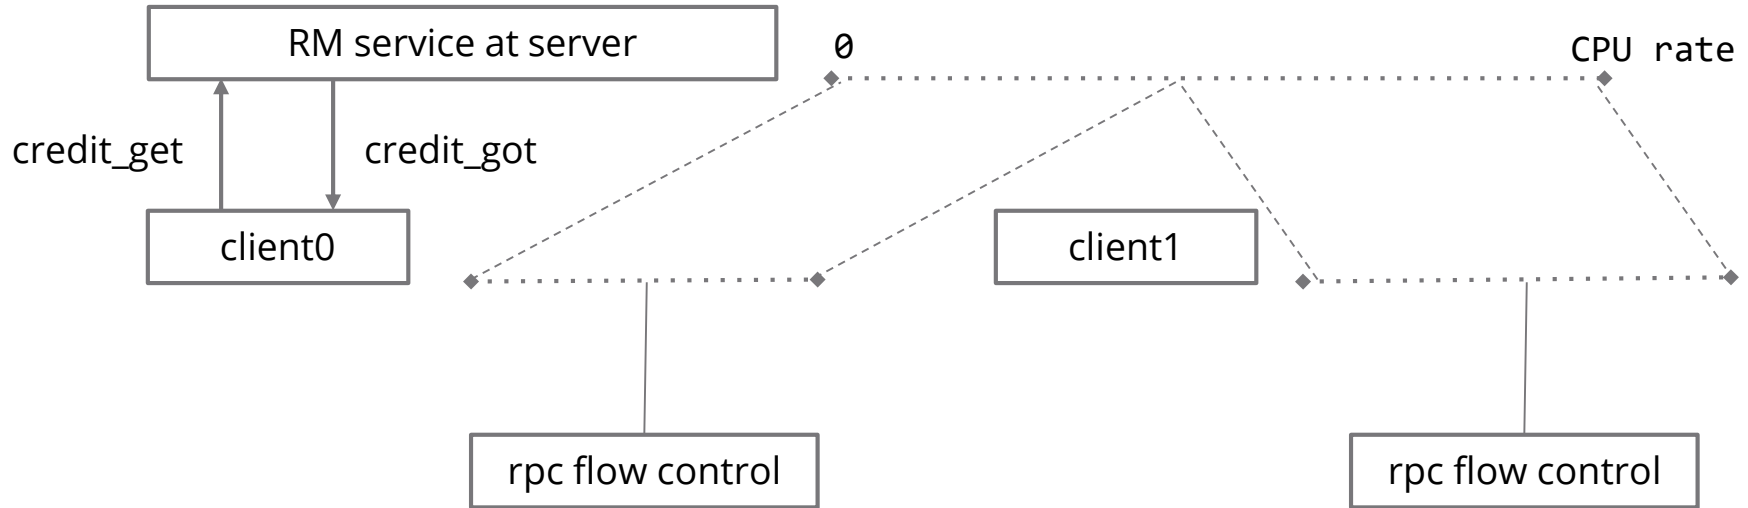 RM service at server
0
CPU rate
credit_get
credit_got
client0
client1
rpc flow control
rpc flow control